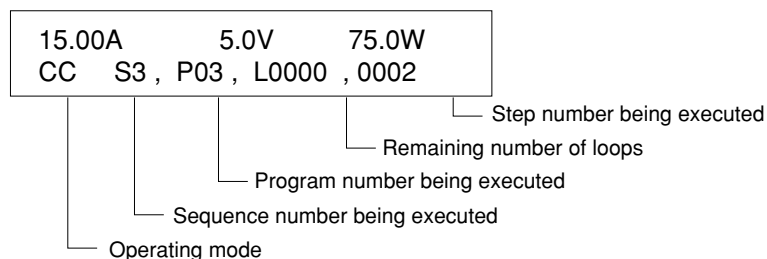 15.00A 5.0V 75.0W
CC S3 , P03 , L0000 , 0002
Step number being executed
Remaining number of loops
Program number being executed
Sequence number being executed
Operating mode